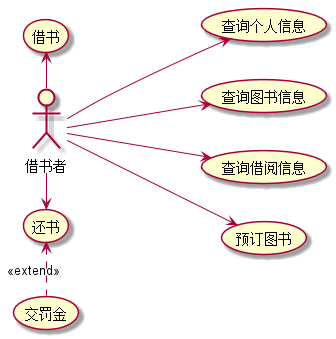 借书
查询个人信息
查询图书信息
借书者
查询借阅信息
还书
预订图书
«extend»
交罚金